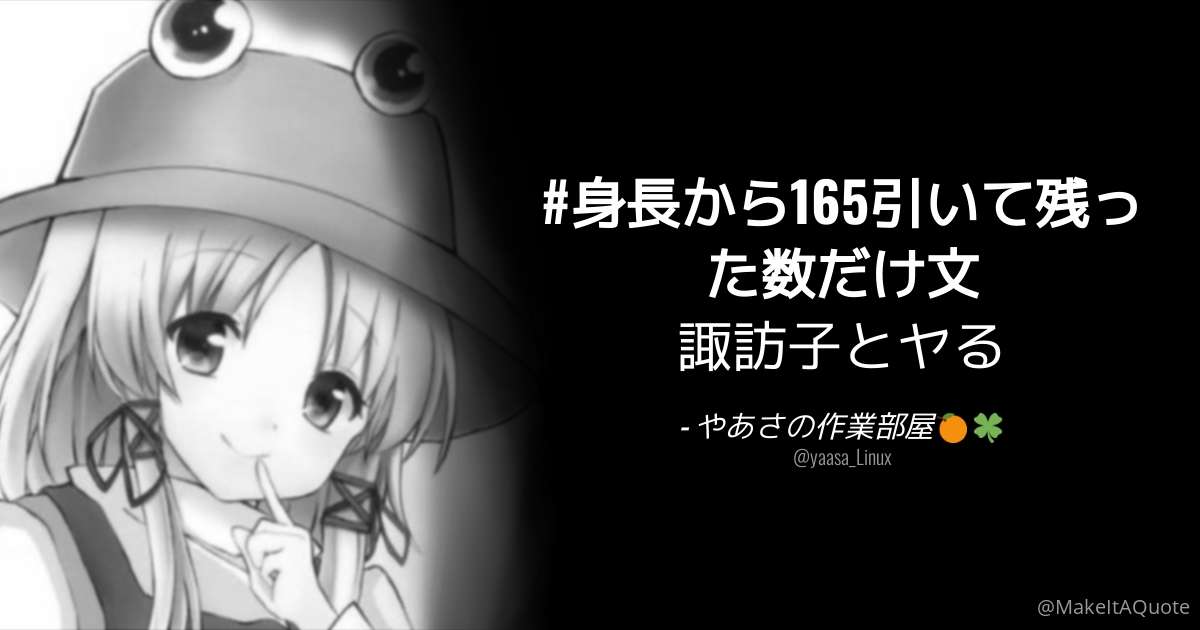 #身長から165引いて残っ
た数だけ文
諏訪子とヤる
- やあさの作業部屋🍊🍀
@yaasa_Linux
@MakeItAQuote